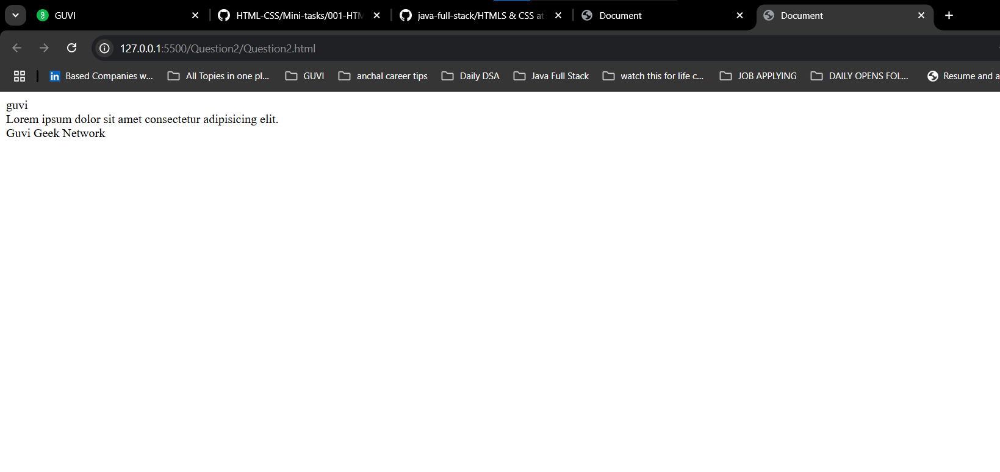 GUVI
HTML-CSS/Mini-tasks/001-HTM
java-full-stack/HTMLS & CSS at
Document
Document
127.0.0.1:5500/Question2/Question2.html
in Based Companies w...
All Topies in one pl...
GUVI
anchal career tips
Daily DSA
Java Full Stack
watch this for life c...
JOB APPLYING
DAILY OPENS FOL...
Resume and a
guvi
Lorem ipsum dolor sit amet consectetur adipisicing elit.
Guvi Geek Network